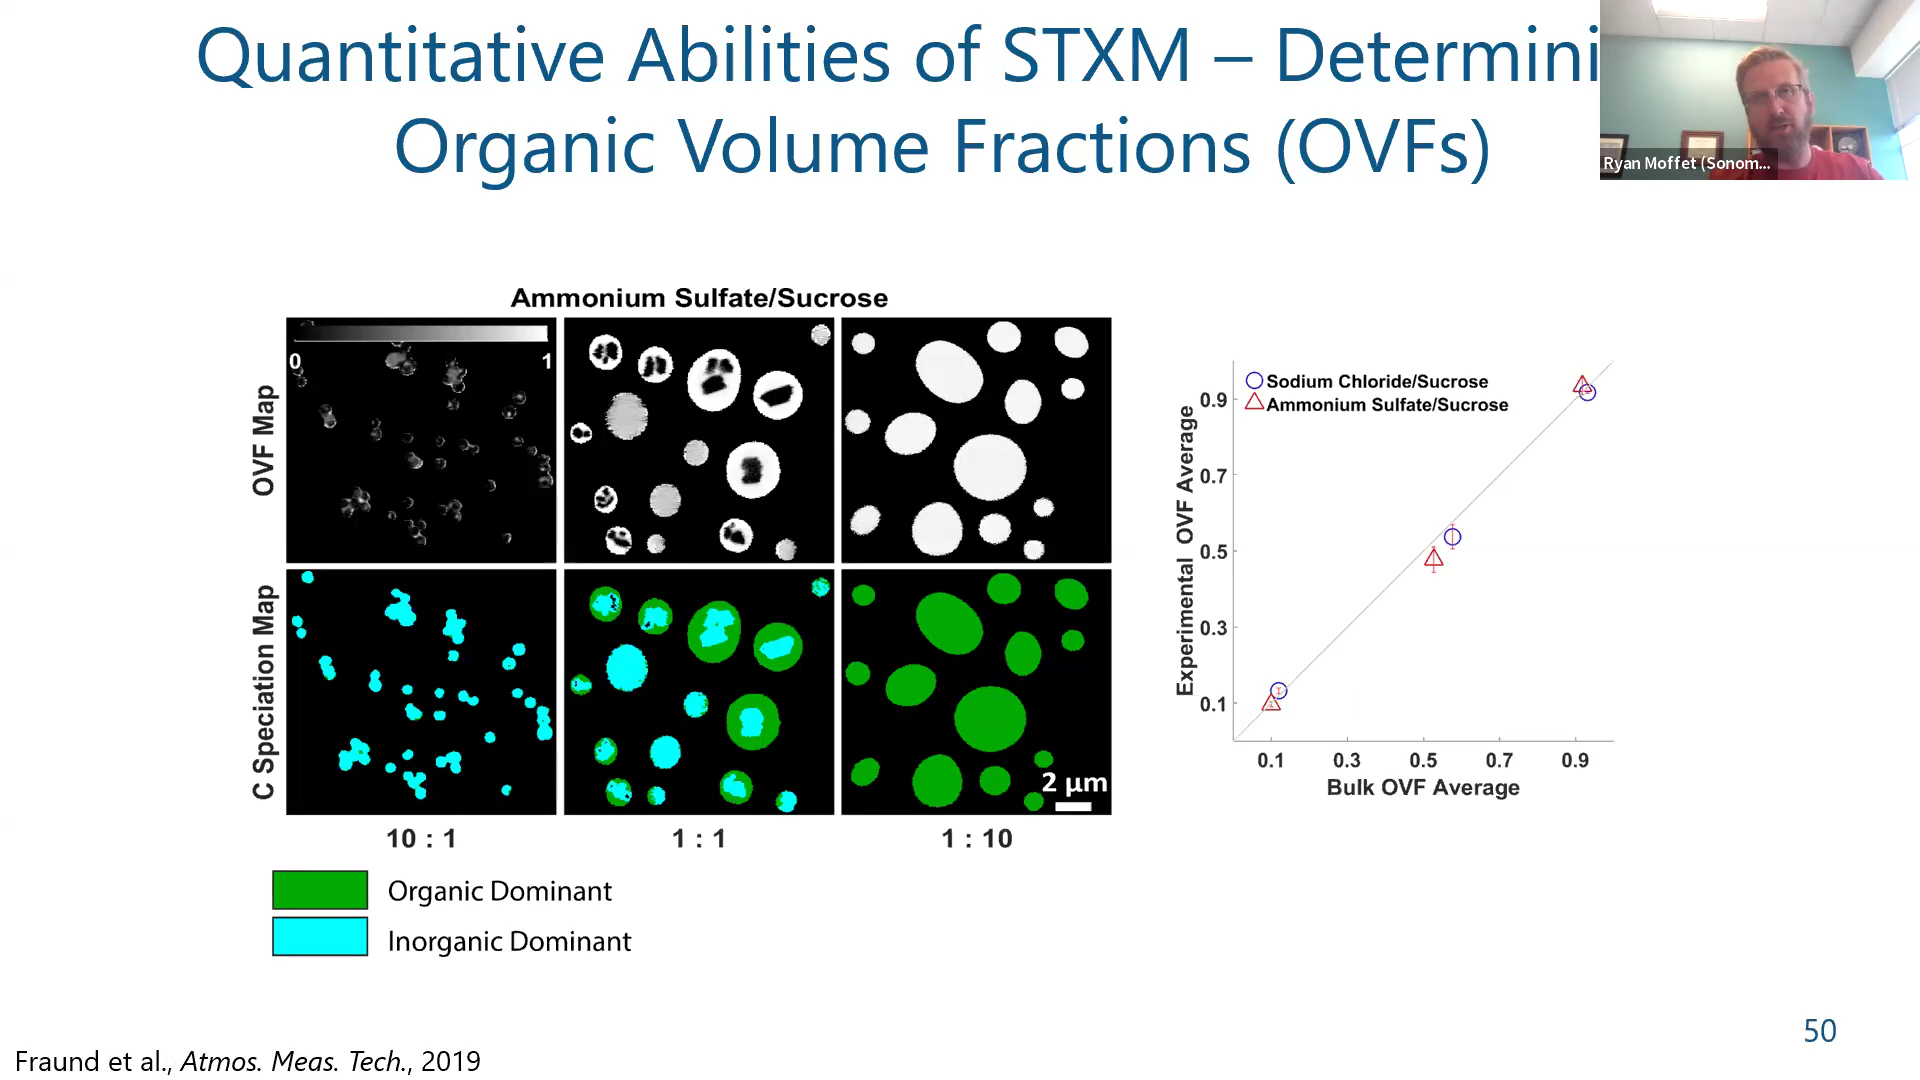 Quantitative Abilities of STXM – Determini
Organic Volume Fractions (OVFs)
Ryan Moffet (Sonom...
Ammonium Sulfate/Sucrose
0
1
OVF Map
C Speciation Map
2 μm
10 : 1
1 : 1
1 : 10
Organic Dominant
Inorganic Dominant
Sodium Chloride/Sucrose
Ammonium Sulfate/Sucrose
Experimental OVF Average
0.9
0.7
0.5
0.3
0.1
0.1 0.3 0.5 0.7 0.9
Bulk OVF Average
50
Fraund et al., Atmos. Meas. Tech., 2019